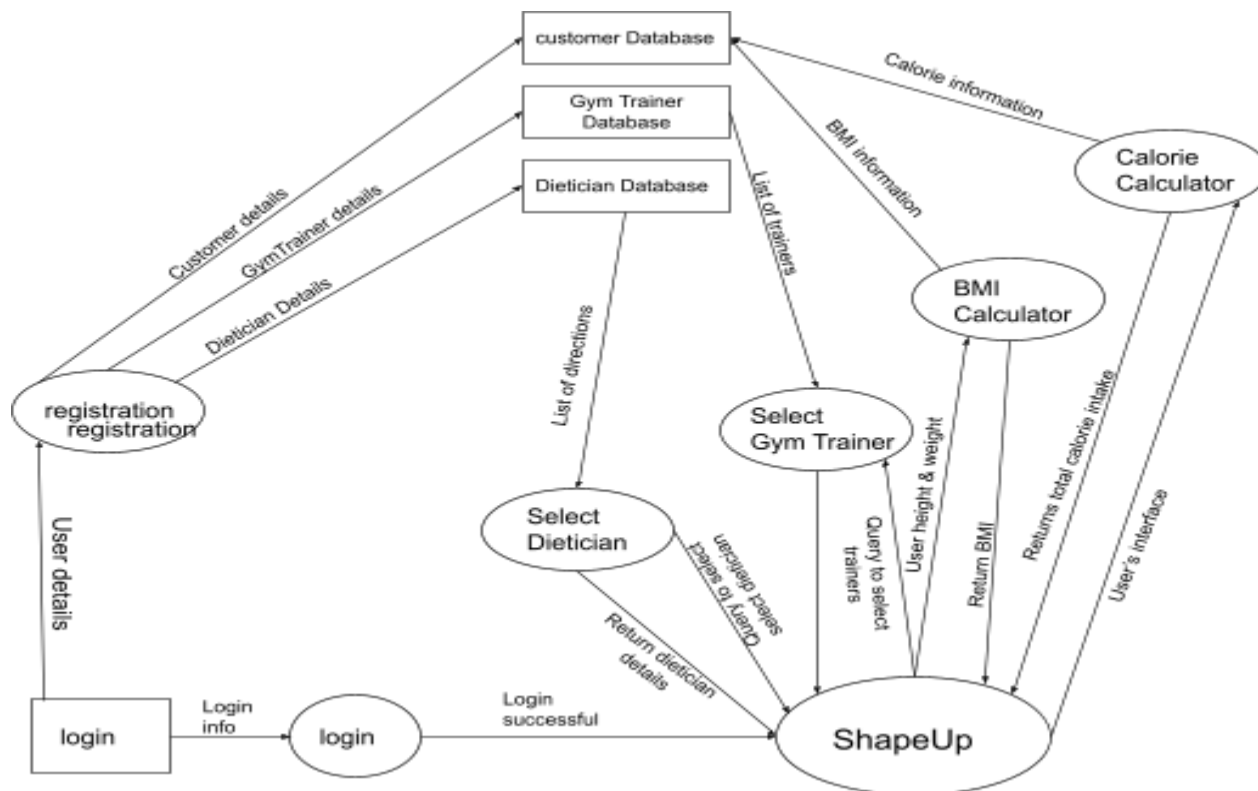 customer Database
Gym Trainer
Database
Dietician Database
Calorie information
BMI information
Calorie
Calculator
List of trainers
Customer details
GymTrainer details
Dietician Details
BMI
Calculator
List of directions
registration
registration
Select
Gym Trainer
User height & weight
Returns total calorie intake
User's interface
Select
Dietician
Query to select
select dietician
Query to select
trainers
Return BMI
User details
Return dietician
details
Login
info
Login
successful
login
login
ShapeUp